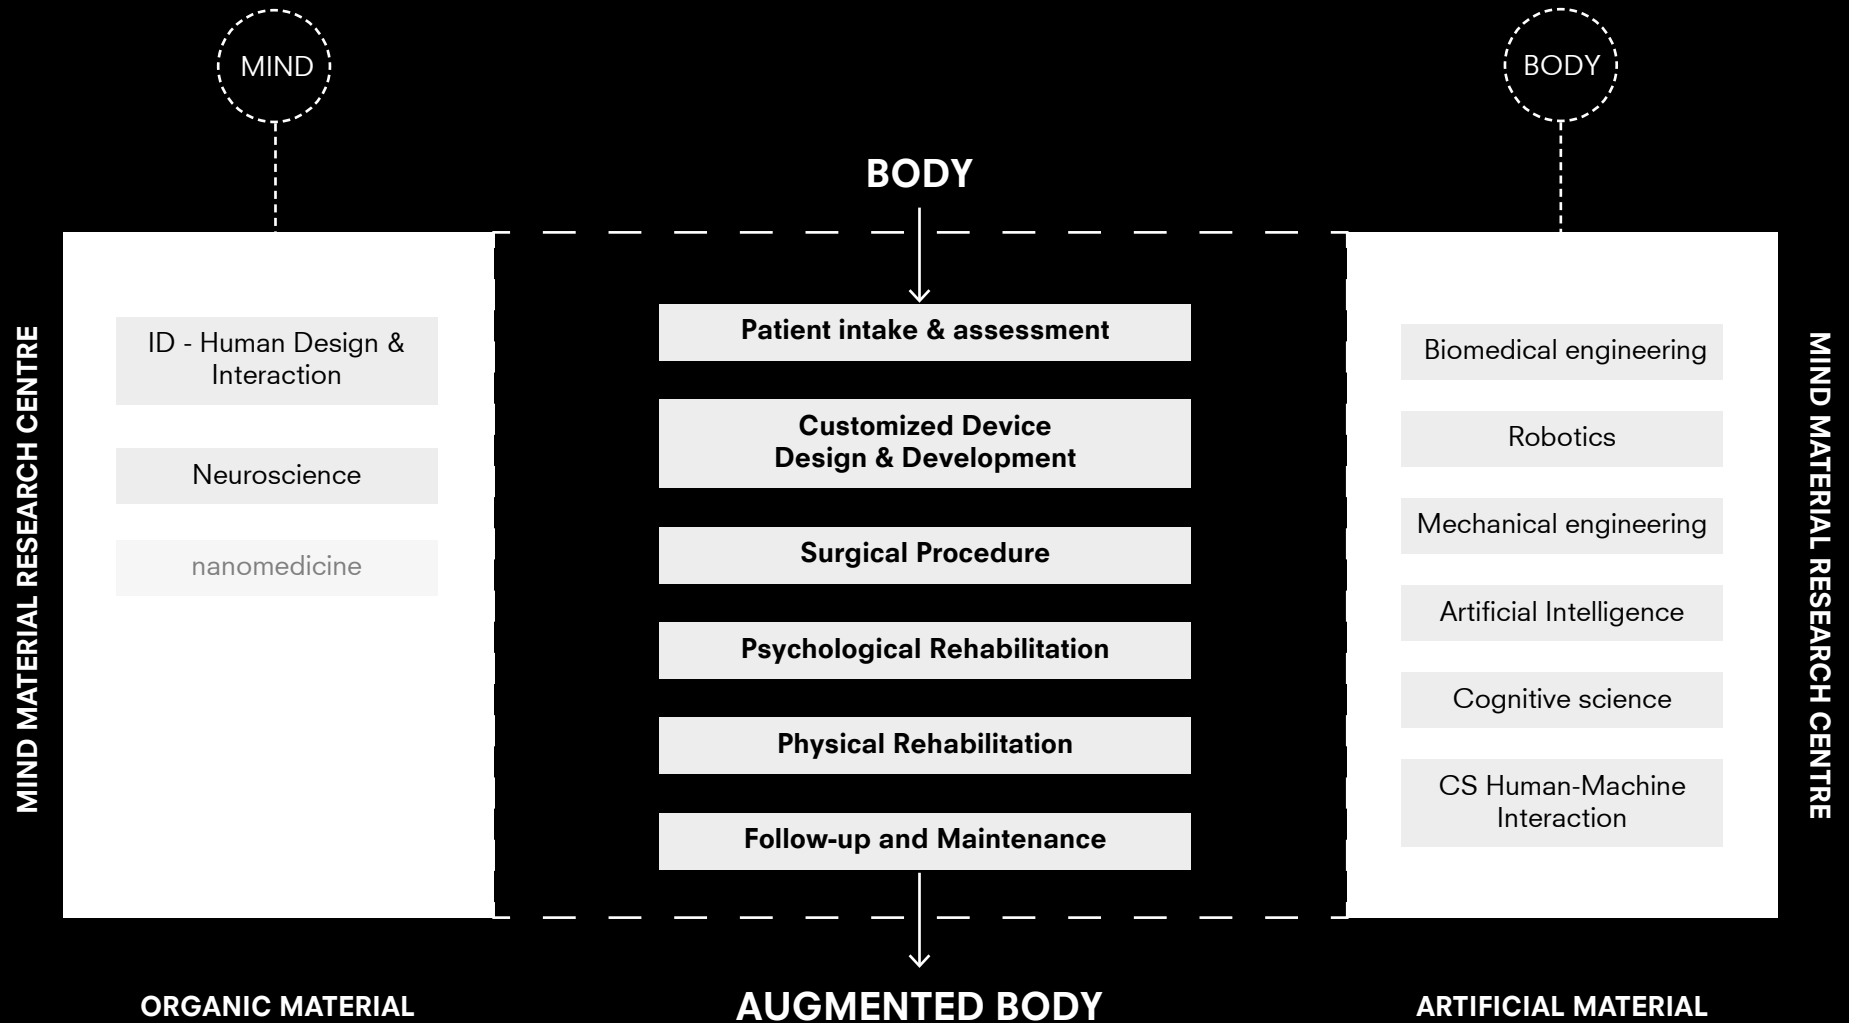 MIND
BODY
BODY
MIND MATERIAL RESEARCH CENTRE
ID - Human Design &
Interaction
Neuroscience
nanomedicine
Patient intake & assessment
Customized Device
Design & Development
Surgical Procedure
Psychological Rehabilitation
Physical Rehabilitation
Follow-up and Maintenance
Biomedical engineering
Robotics
Mechanical engineering
Artificial Intelligence
Cognitive science
CS Human-Machine
Interaction
MIND MATERIAL RESEARCH CENTRE
ORGANIC MATERIAL
AUGMENTED BODY
ARTIFICIAL MATERIAL